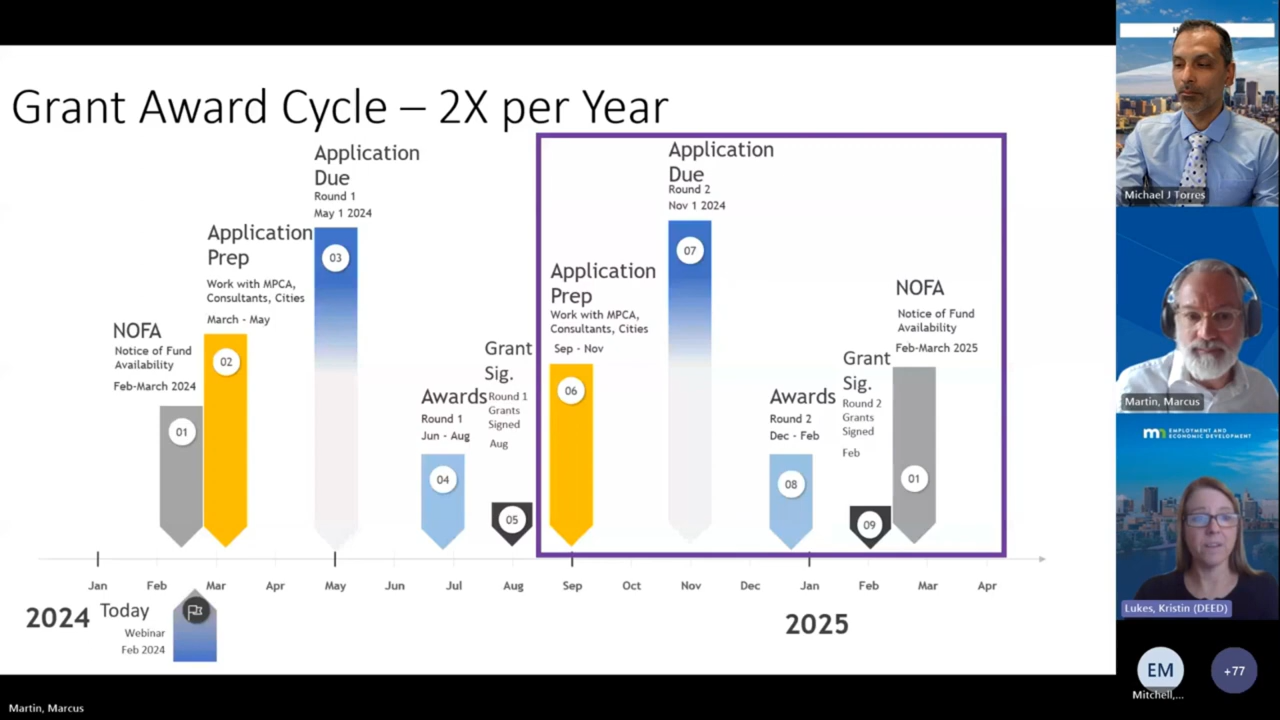 Grant Award Cycle – 2X per Year
NOFA
Notice of Fund
Availability
Feb-March 2024
01
Application
Prep
Work with MPCA,
Consultants, Cities
March - May
02
Application
Due
Round 1
May 1 2024
03
Awards
Round 1
Jun - Aug
04
Grant
Sig.
Round 1
Grants
Signed
Aug
05
Application
Prep
Work with MPCA,
Consultants, Cities
Sep - Nov
06
Application
Due
Round 2
Nov 1 2024
07
Awards
Round 2
Dec - Feb
08
Grant
Sig.
Round 2
Grants
Signed
Feb
09
NOFA
Notice of Fund
Availability
Feb-March 2025
01
Jan Feb Mar Apr May Jun Jul Aug Sep Oct Nov Dec Jan Feb Mar Apr
2024
2025
Today
Webinar
Feb 2024
Michael J Torres
Martin, Marcus
EMPLOYMENT AND
ECONOMIC DEVELOPMENT
Lukes, Kristin (DEED)
EM
Mitchell,...
+77
Martin, Marcus